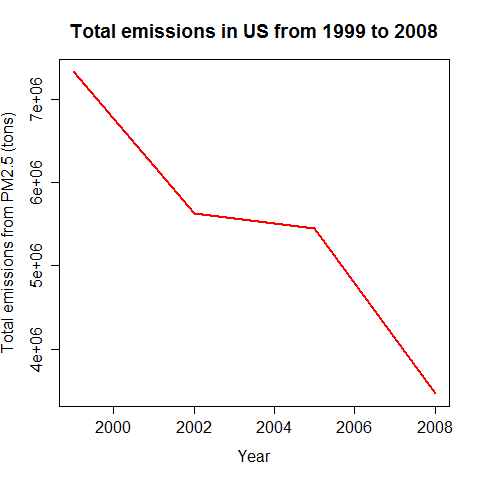 Total emissions in US from 1999 to 2008
Total emissions from PM2.5 (tons)
7e+06
6e+06
5e+06
4e+06
2000 2002 2004 2006 2008
Year